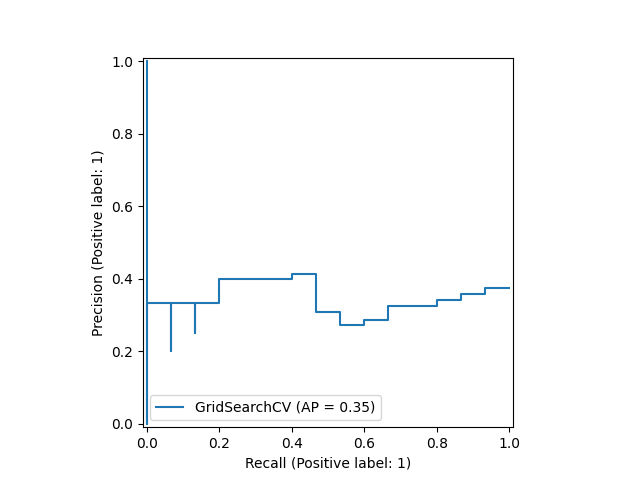 1.0
0.8
0.6
0.4
0.2
0.0
Precision (Positive label: 1)
GridSearchCV (AP = 0.35)
0.0 0.2 0.4 0.6 0.8 1.0
Recall (Positive label: 1)